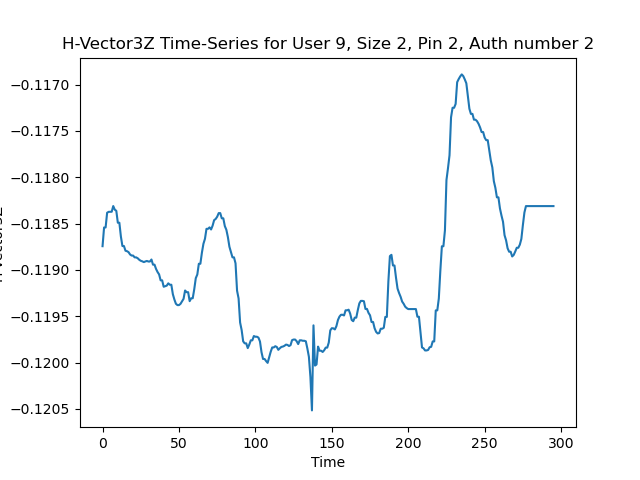 H-Vector3Z Time-Series for User 9, Size 2, Pin 2, Auth number 2
−0.1170
−0.1175
−0.1180
−0.1185
−0.1190
−0.1195
−0.1200
−0.1205
0 50 100 150 200 250 300
Time